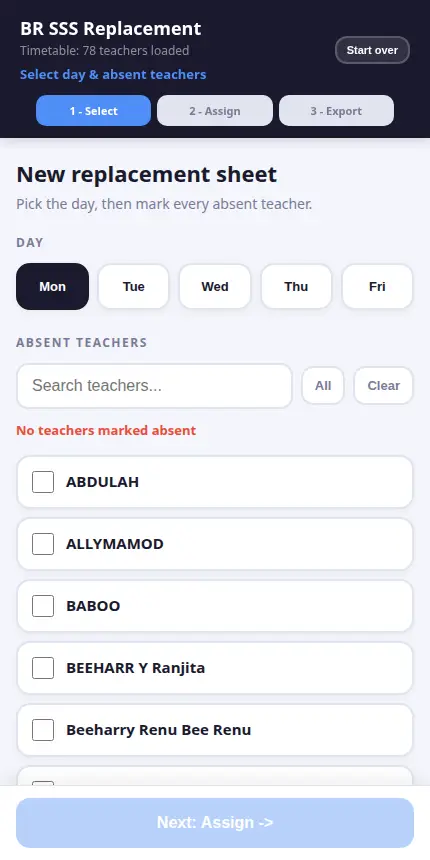 BR SSS Replacement
Timetable: 78 teachers loaded
Start over
Select day & absent teachers
1 - Select
2 - Assign
3 - Export
New replacement sheet
Pick the day, then mark every absent teacher.
DAY
Mon
Tue
Wed
Thu
Fri
ABSENT TEACHERS
Search teachers...
All
Clear
No teachers marked absent
ABDULAH
ALLYMAMOD
BABOO
BEEHARR Y Ranjita
Beeharry Renu Bee Renu
Next: Assign ->